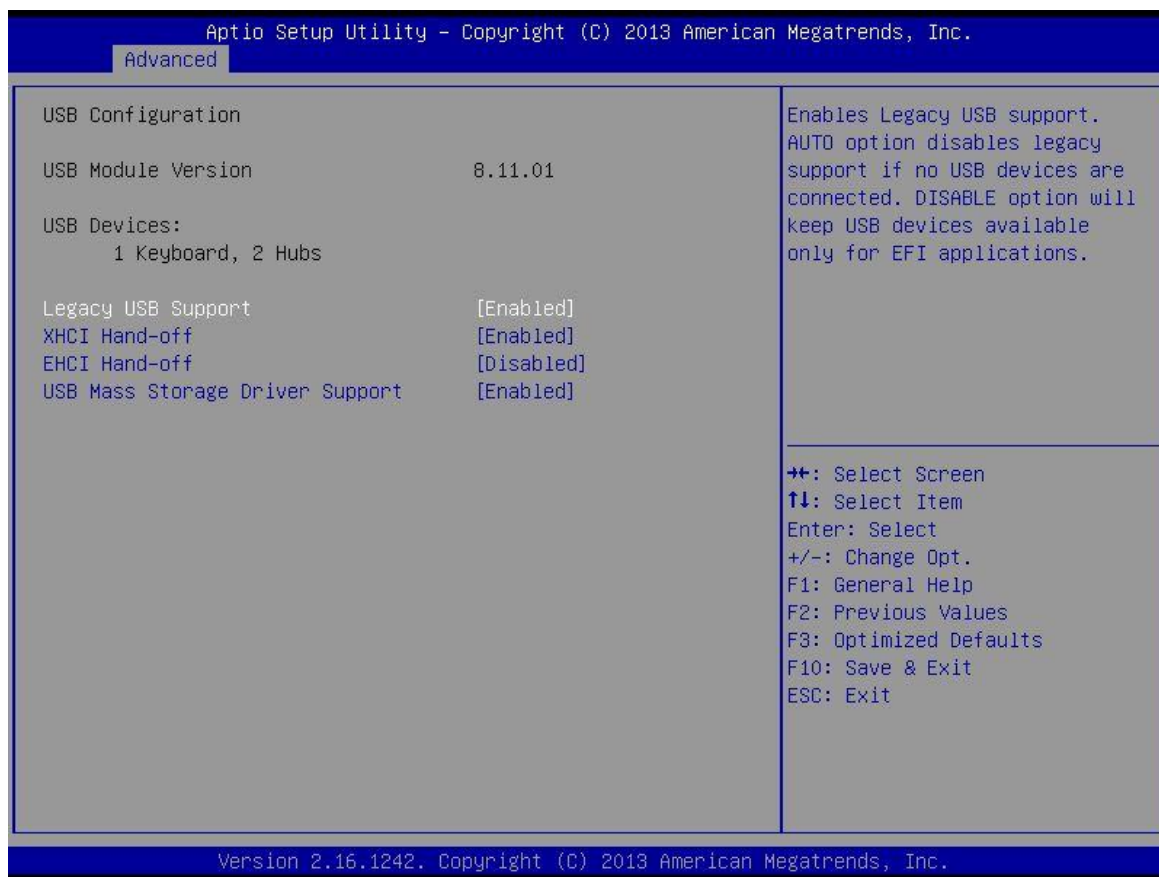 Aptio Setup Utility – Copyright (C) 2013 American Megatrends, Inc.
Advanced
USB Configuration
USB Module Version 8.11.01
USB Devices:
1 Keyboard, 2 Hubs
Legacy USB Support [Enabled]
XHCI Hand-off [Enabled]
EHCI Hand-off [Disabled]
USB Mass Storage Driver Support [Enabled]
Enables Legacy USB support.
AUTO option disables legacy
support if no USB devices are
connected. DISABLE option will
keep USB devices available
only for EFI applications.
→←: Select Screen
↑↓: Select Item
Enter: Select
+/-: Change Opt.
F1: General Help
F2: Previous Values
F3: Optimized Defaults
F10: Save & Exit
ESC: Exit
Version 2.16.1242. Copyright (C) 2013 American Megatrends, Inc.